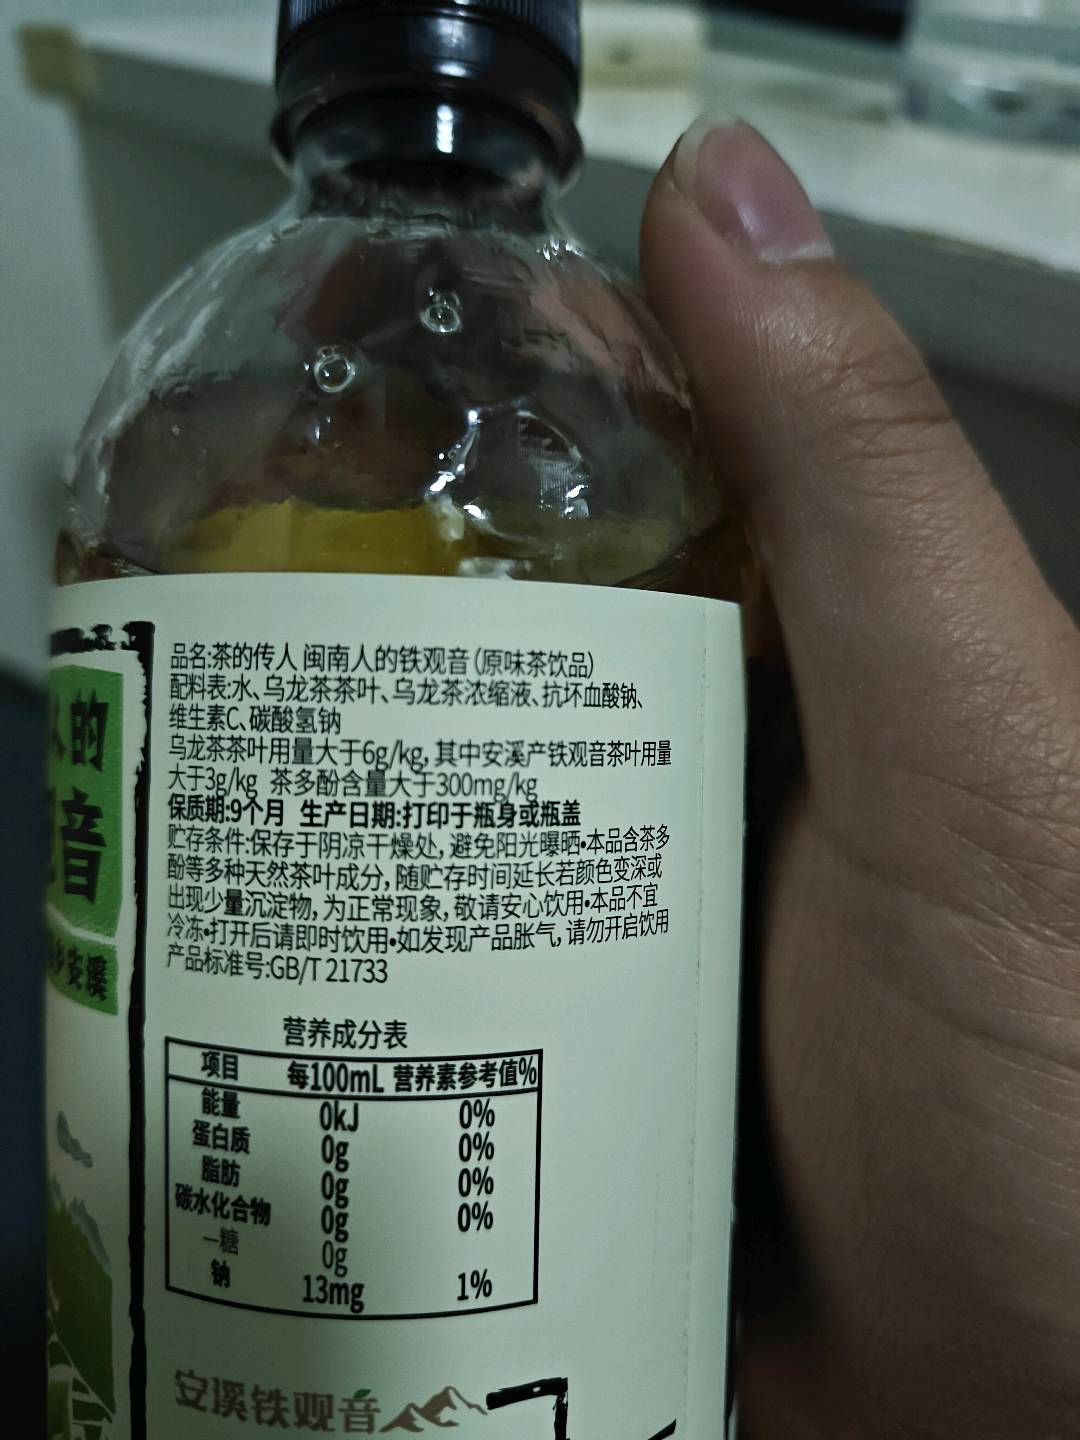 人的
音
乡安溪
品名:茶的传人 闽南人的铁观音(原味茶饮品)
配料表:水、乌龙茶茶叶、乌龙茶浓缩液、抗坏血酸钠、
维生素C、碳酸氢钠
乌龙茶茶叶用量大于6g/kg, 其中安溪产铁观音茶叶用量
大于3g/kg 茶多酚含量大于300mg/kg
保质期:9个月 生产日期:打印于瓶身或瓶盖
贮存条件:保存于阴凉干燥处, 避免阳光曝晒•本品含茶多
酚等多种天然茶叶成分, 随贮存时间延长若颜色变深或
出现少量沉淀物, 为正常现象, 敬请安心饮用•本品不宜
冷冻•打开后请即时饮用•如发现产品胀气, 请勿开启饮用
产品标准号:GB/T 21733
营养成分表
项目 每100mL 营养素参考值%
能量 0kJ 0%
蛋白质 0g 0%
脂肪 0g 0%
碳水化合物 0g 0%
—糖 0g
钠 13mg 1%
安溪铁观音